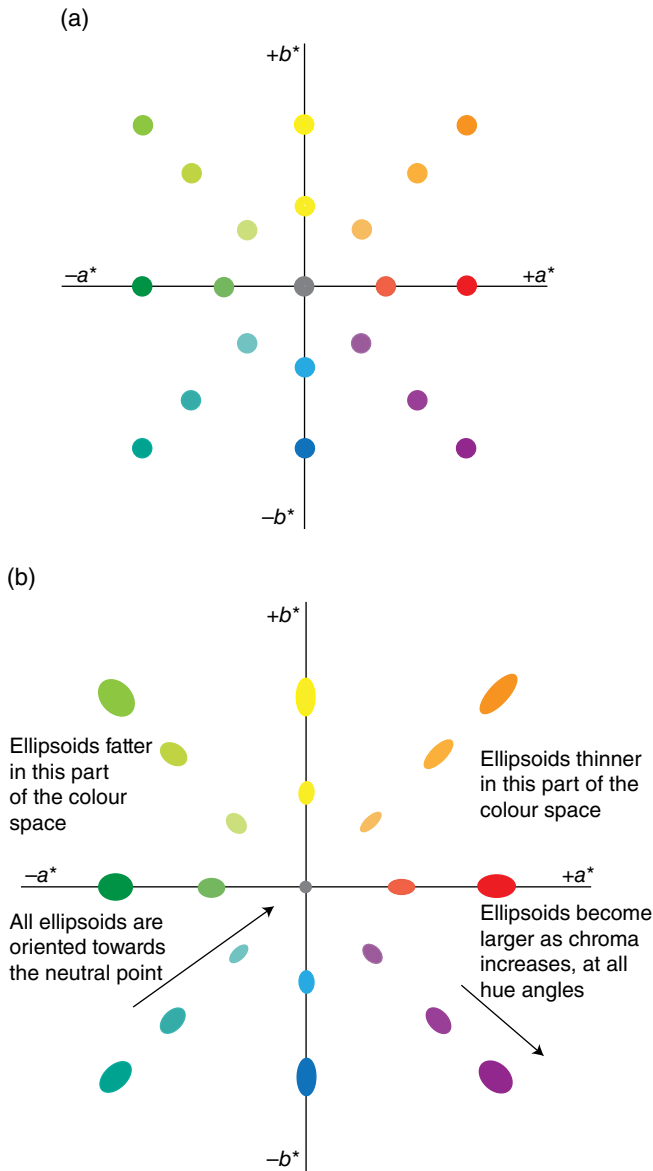 (a)
+b*
–a*
+a*
–b*
(b)
+b*
Ellipsoids fatter
in this part
of the colour
space
Ellipsoids thinner
in this part of the
colour space
–a*
+a*
All ellipsoids are
oriented towards
the neutral point
Ellipsoids become
larger as chroma
increases, at all
hue angles
–b*